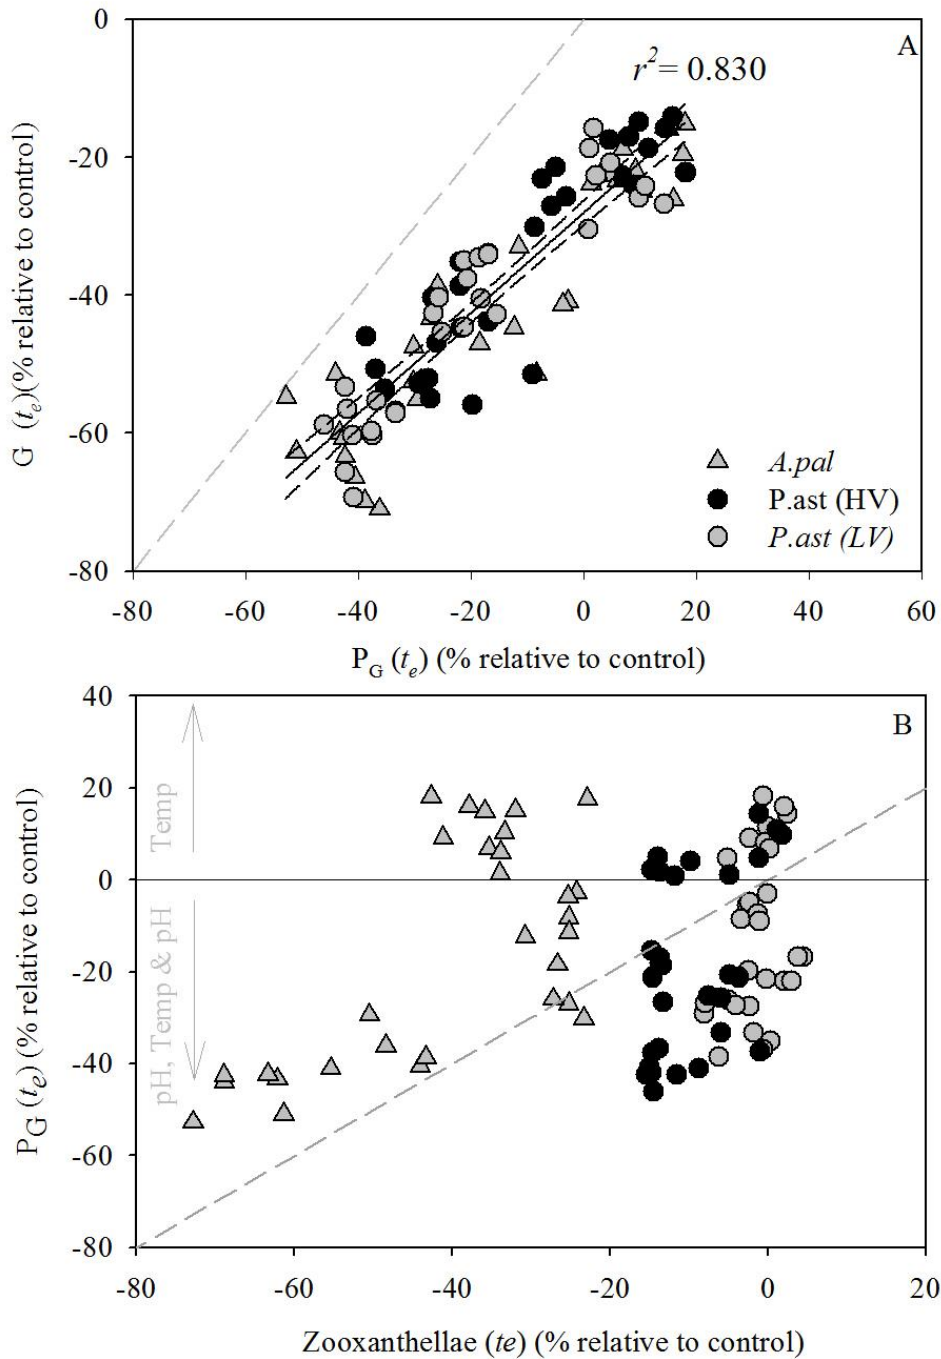 A
r²= 0.830
G (te)(% relative to control)
0
-20
-40
-60
-80
A.pal
P.ast (HV)
P.ast (LV)
-80 -60 -40 -20 0 20 40 60
PG (te) (% relative to control)
B
PG (te) (% relative to control)
40
20
0
-20
-40
-60
-80
Temp
pH, Temp & pH
-80 -60 -40 -20 0 20
Zooxanthellae (te) (% relative to control)